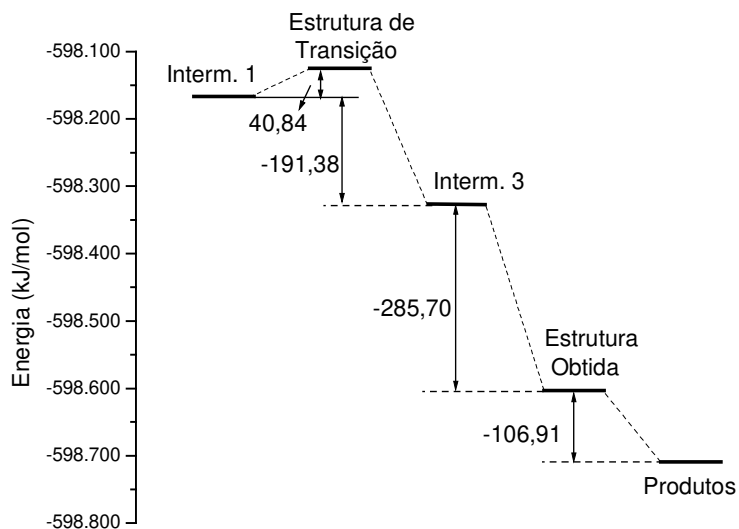 Energia (kJ/mol)
-598.100
-598.200
-598.300
-598.400
-598.500
-598.600
-598.700
-598.800
Interm. 1
Estrutura de
Transição
40,84
-191,38
Interm. 3
-285,70
Estrutura
Obtida
-106,91
Produtos